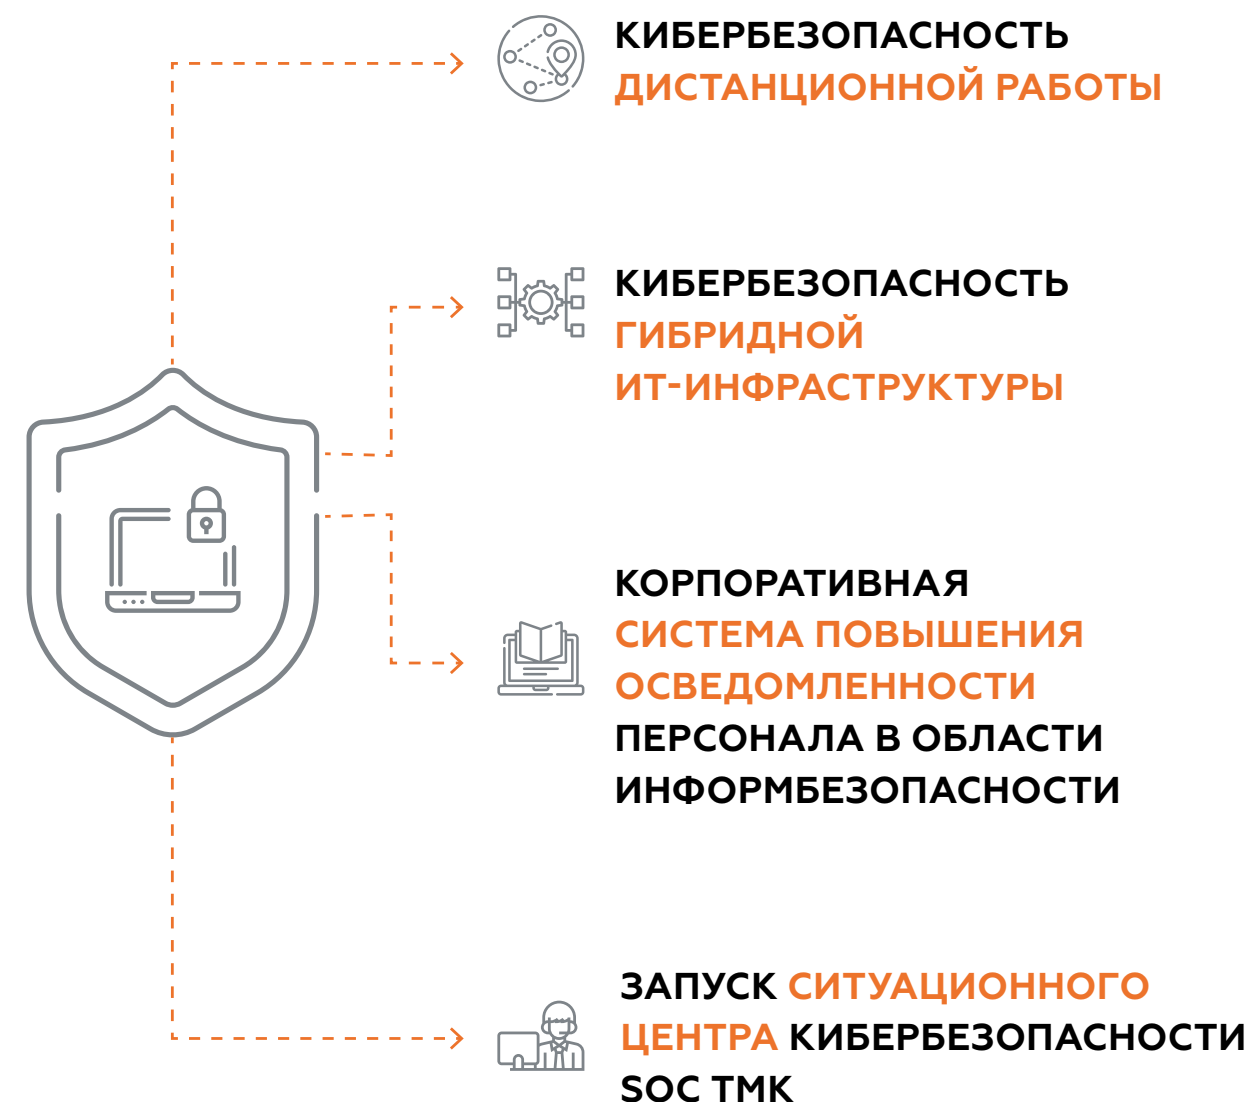 КИБЕРБЕЗОПАСНОСТЬ
ДИСТАНЦИОННОЙ РАБОТЫ
КИБЕРБЕЗОПАСНОСТЬ
ГИБРИДНОЙ
ИТ-ИНФРАСТРУКТУРЫ
КОРПОРАТИВНАЯ
СИСТЕМА ПОВЫШЕНИЯ
ОСВЕДОМЛЕННОСТИ
ПЕРСОНАЛА В ОБЛАСТИ
ИНФОРМБЕЗОПАСНОСТИ
ЗАПУСК СИТУАЦИОННОГО
ЦЕНТРА КИБЕРБЕЗОПАСНОСТИ
SOC ТМК